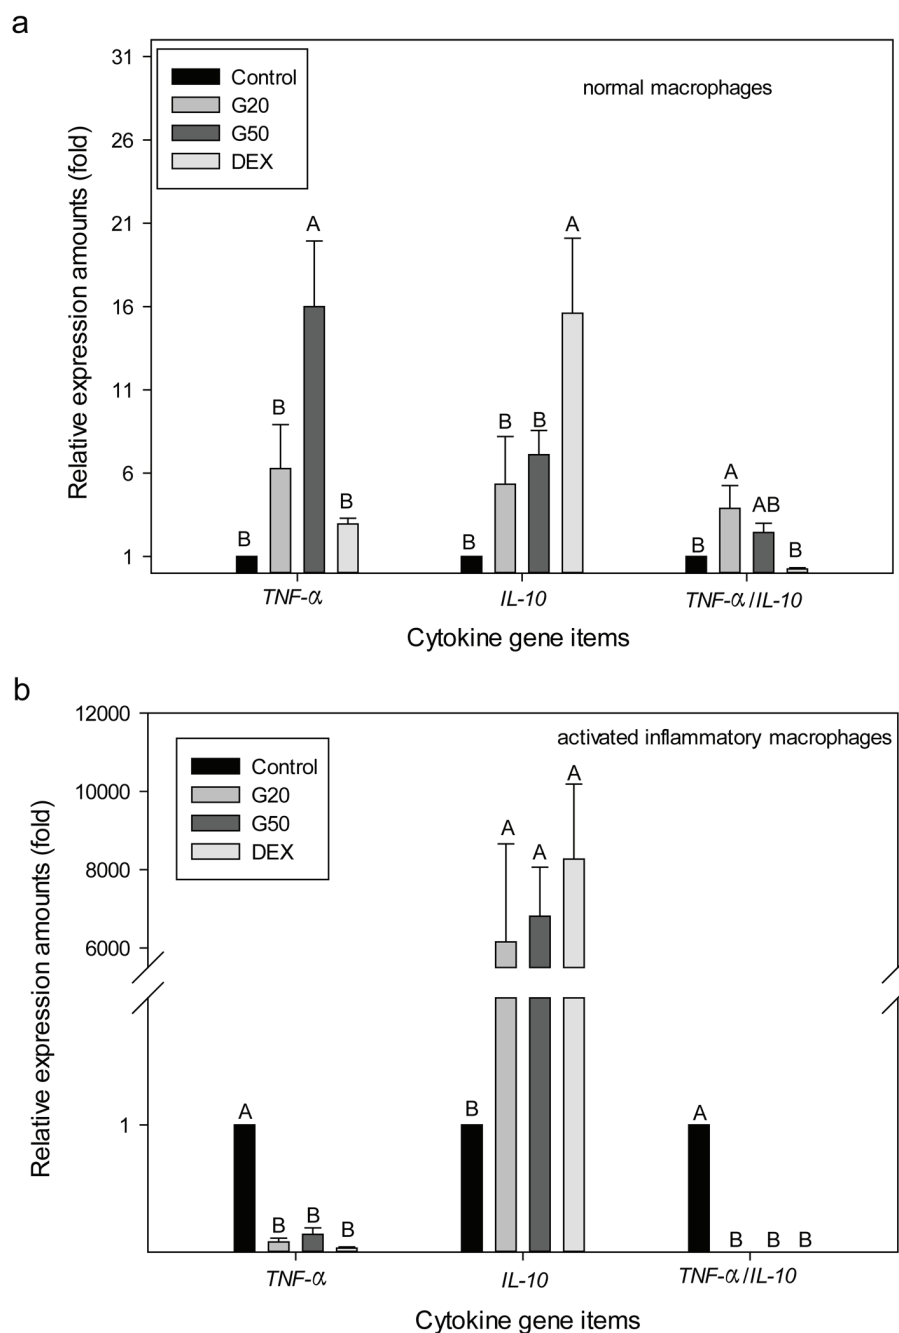 a
31
26
21
16
11
6
1
Relative expression amounts (fold)
Control
G20
G50
DEX
normal macrophages
B
B
A
B
B
B
B
A
B
A
AB
B
TNF-α
IL-10
TNF-α/IL-10
Cytokine gene items
b
12000
10000
8000
6000
1
Relative expression amounts (fold)
Control
G20
G50
DEX
activated inflammatory macrophages
A
B
B
B
B
A
A
A
A
B
B
B
TNF-α
IL-10
TNF-α/IL-10
Cytokine gene items